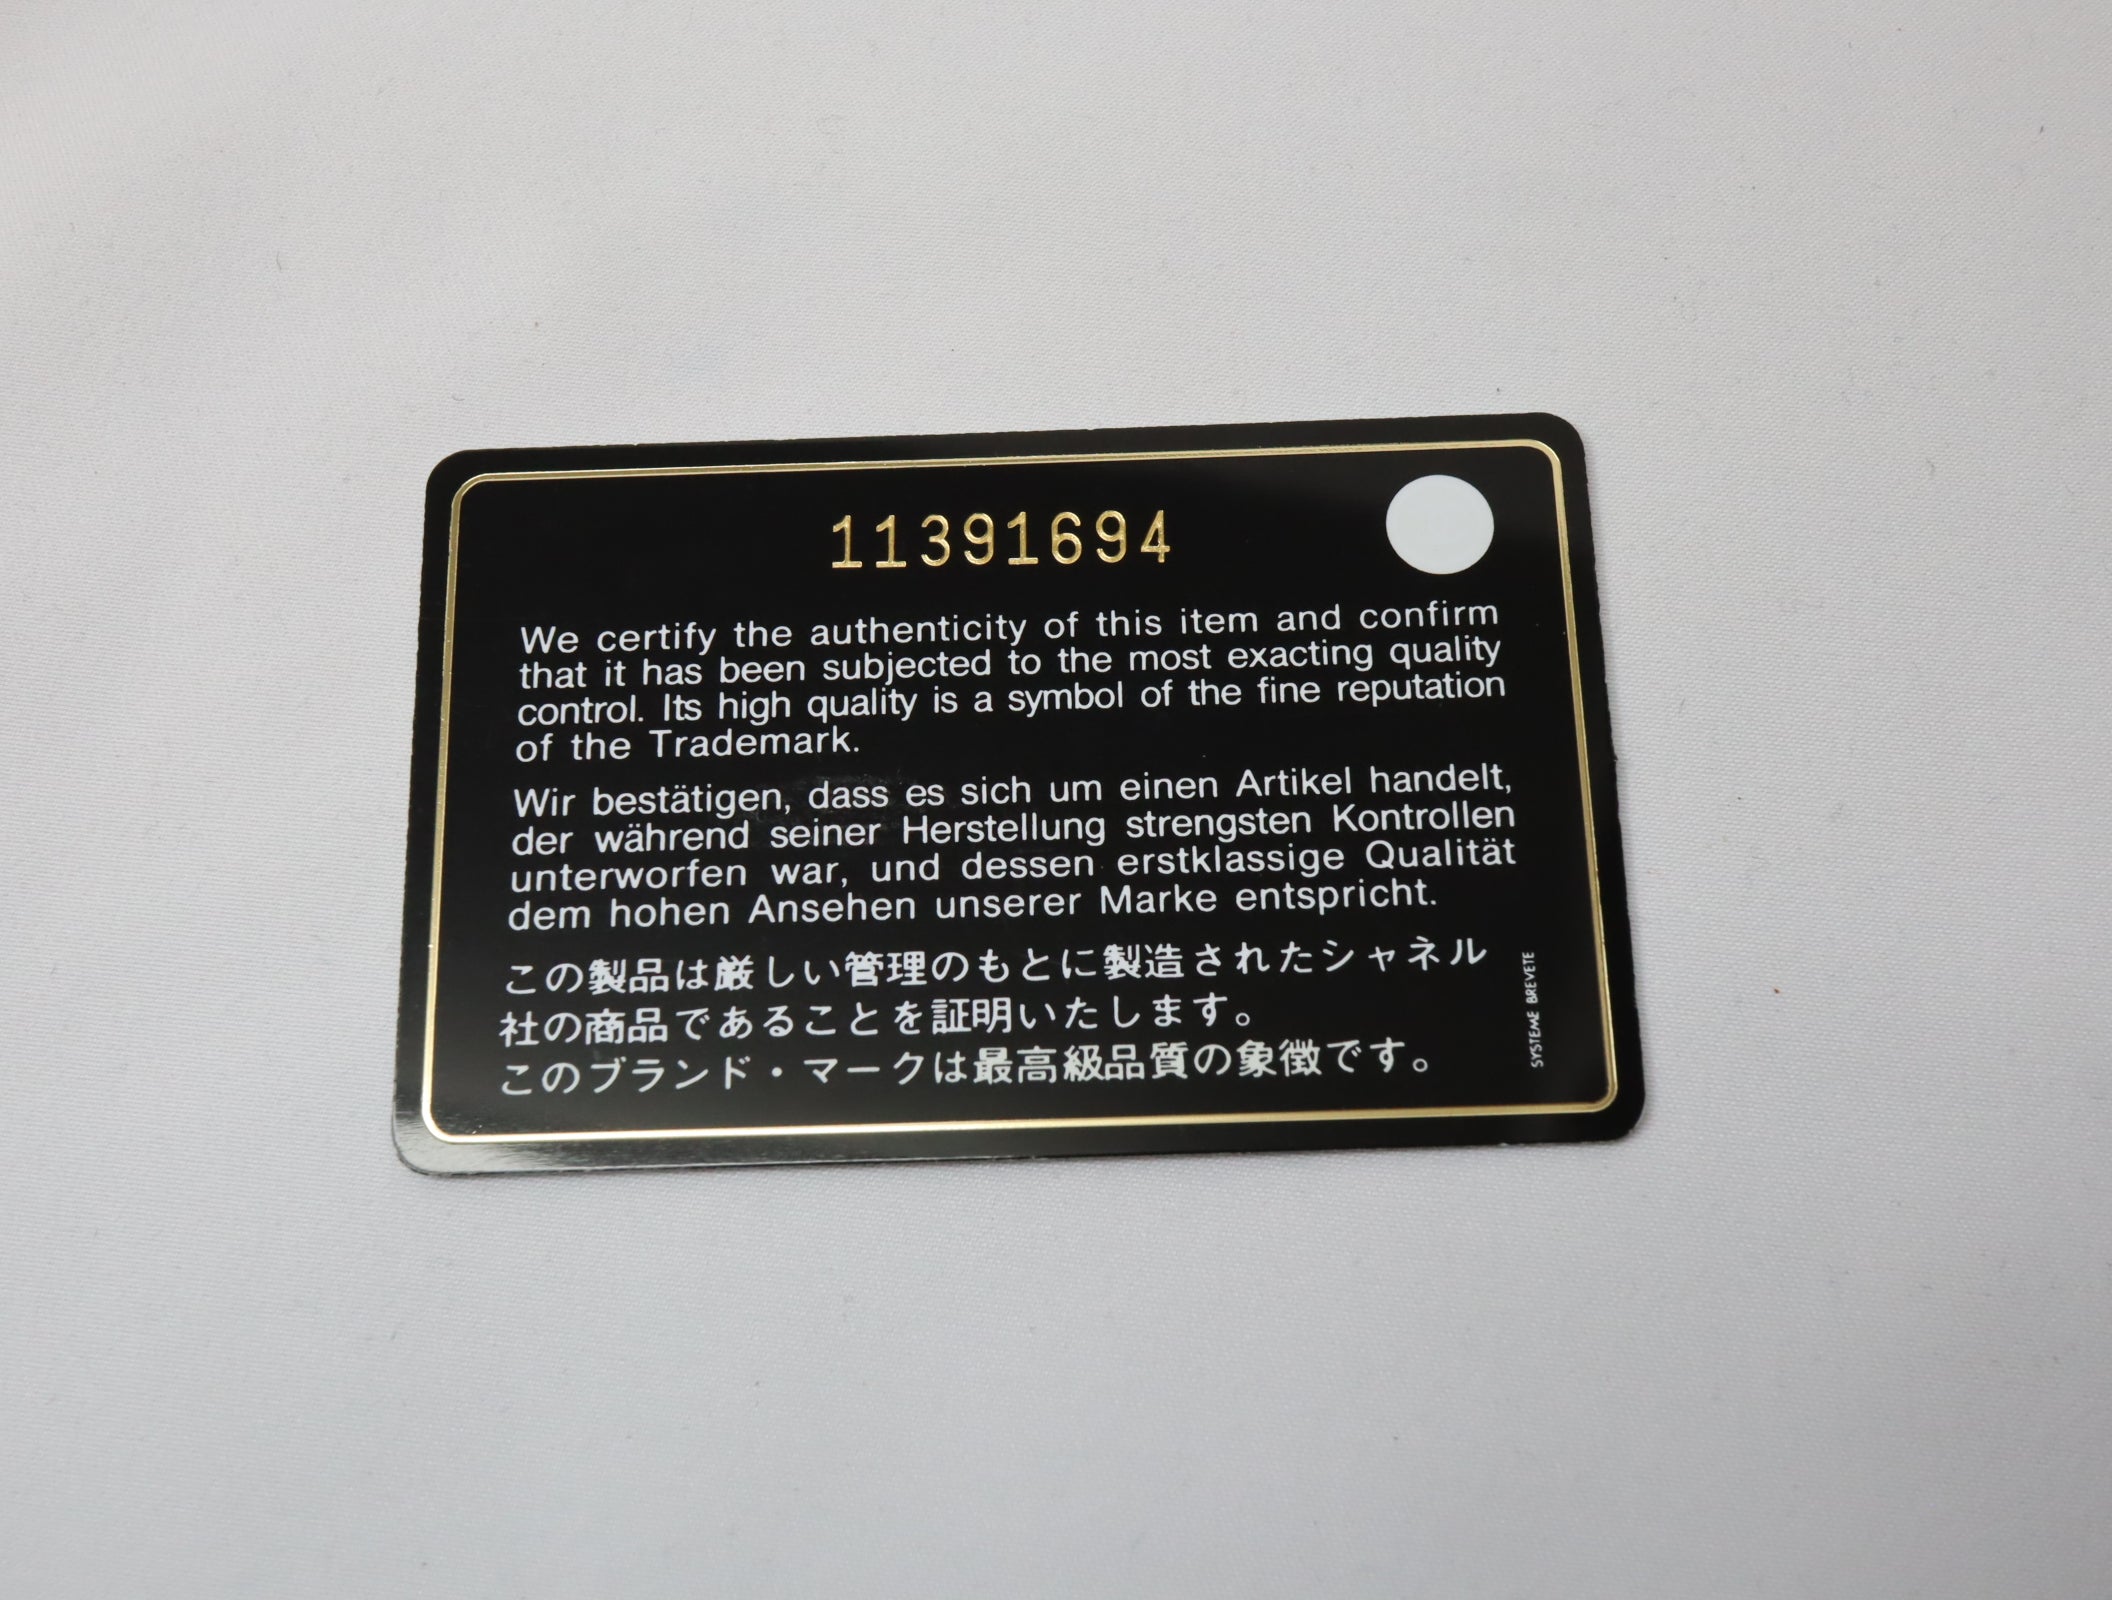 11391694
We certify the authenticity of this item and confirm
that it has been subjected to the most exacting quality
control. Its high quality is a symbol of the fine reputation
of the Trademark.
Wir bestätigen, dass es sich um einen Artikel handelt,
der während seiner Herstellung strengsten Kontrollen
unterworfen war, und dessen erstklassige Qualität
dem hohen Ansehen unserer Marke entspricht.
この製品は厳しい管理のもとに製造されたシャネル
社の商品であることを証明いたします。
このブランド・マークは最高級品質の象徴です。
SYSTEME BREVETE